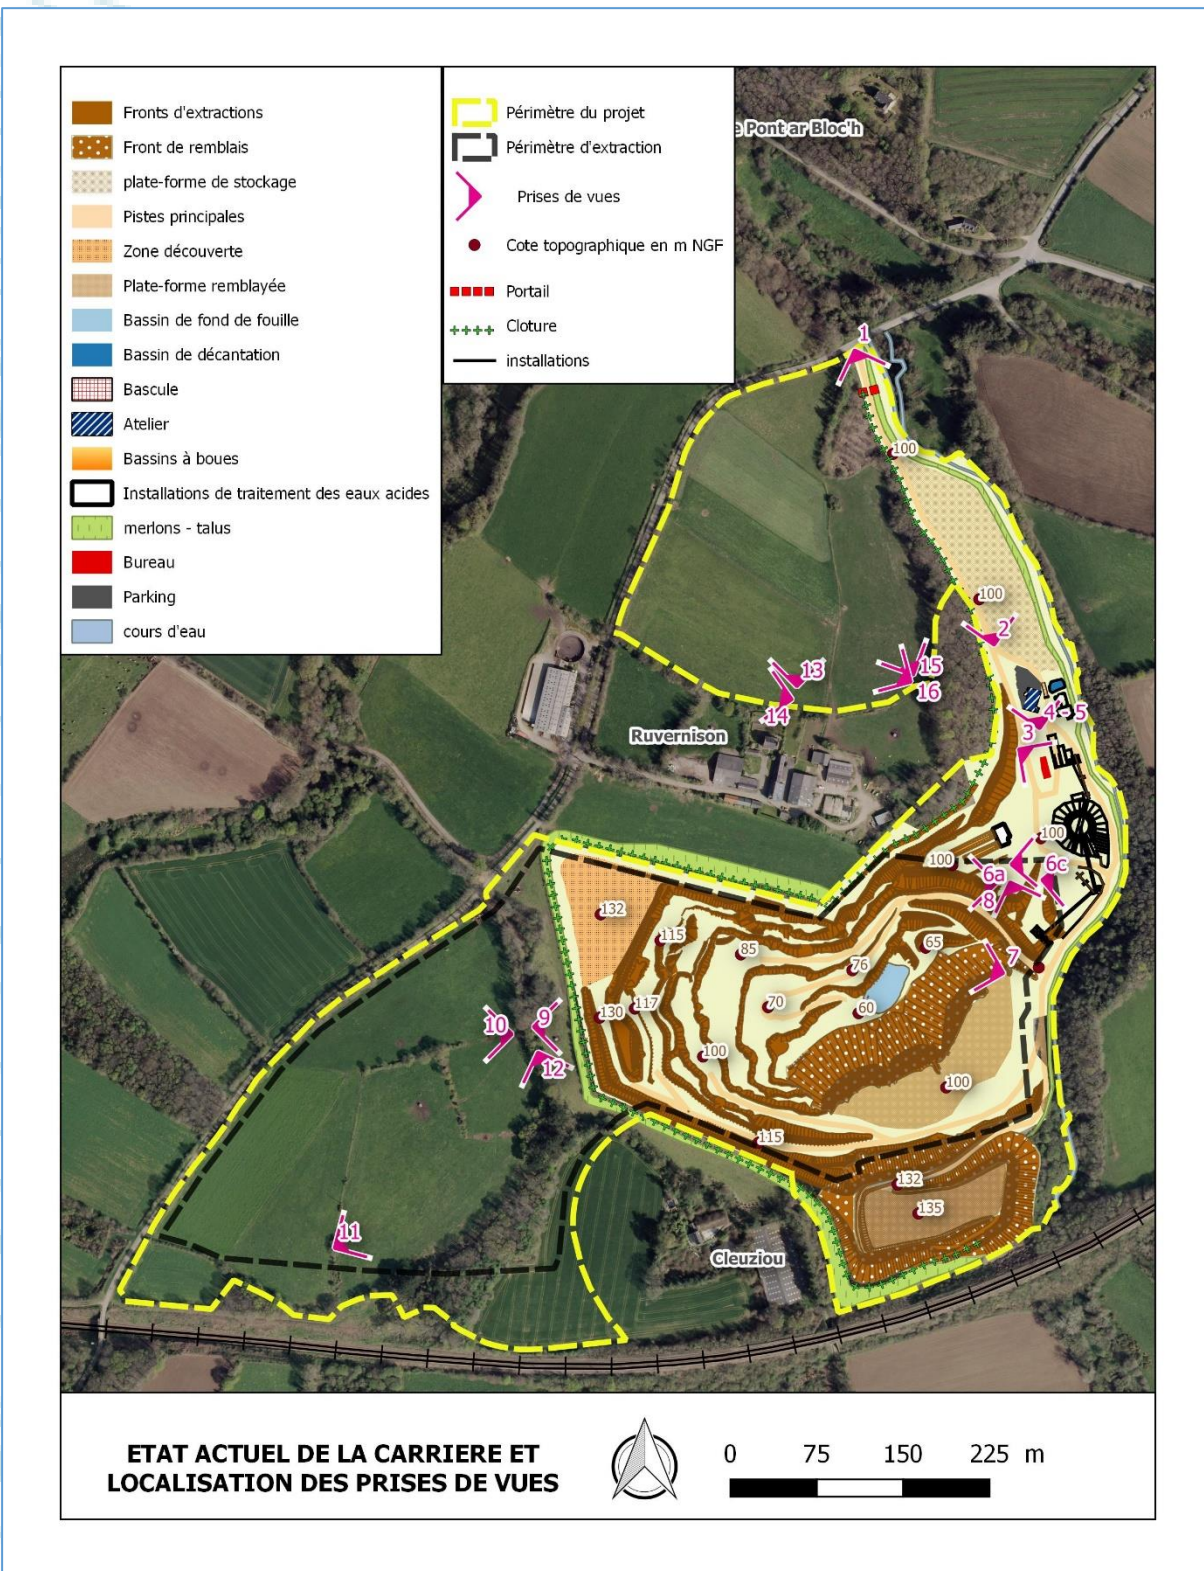 Fronts d'extractions
Front de remblais
plate-forme de stockage
Pistes principales
Zone découverte
Plate-forme remblayée
Bassin de fond de fouille
Bassin de décantation
Bascule
Atelier
Bassins à boues
Installations de traitement des eaux acides
merlons - talus
Bureau
Parking
cours d'eau
Périmètre du projet
Périmètre d'extraction
Prises de vues
Cote topographique en m NGF
Portail
Cloture
installations
e Pont ar Bloc'h
1
100
100
2
13
15
14
16
Ruvernison
4 - 5
3
100
100
6a
6c
8
132
115
85
65
7
76
117
70
60
130
10
9
12
100
100
115
132
135
11
Cleuziou
ETAT ACTUEL DE LA CARRIERE ET
LOCALISATION DES PRISES DE VUES
0 75 150 225 m